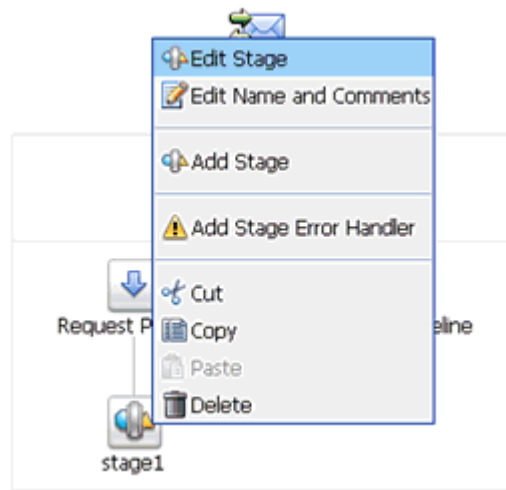 Edit Stage
Edit Name and Comments
Add Stage
Add Stage Error Handler
Cut
Request P
Copy
eline
Paste
Delete
stage1